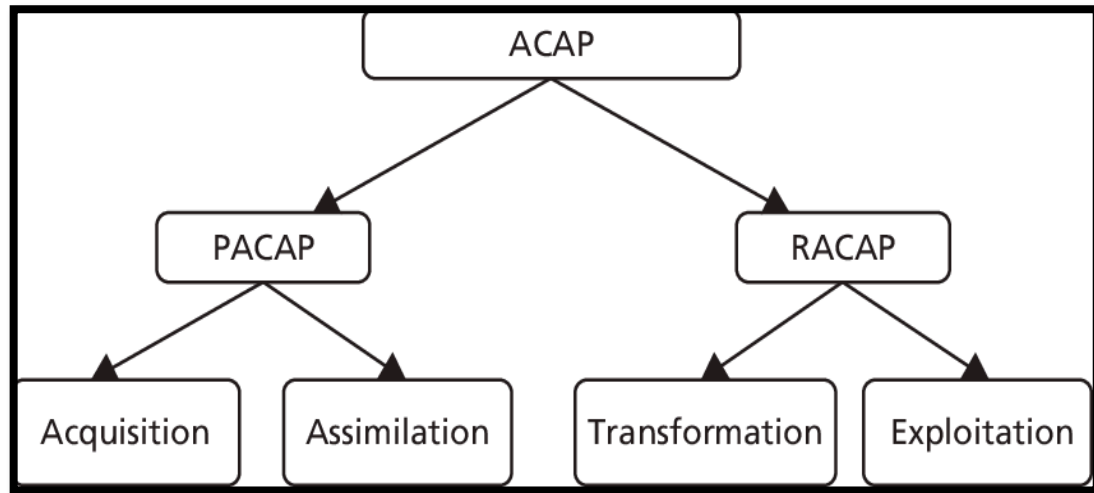 ACAP
PACAP
RACAP
Acquisition
Assimilation
Transformation
Exploitation